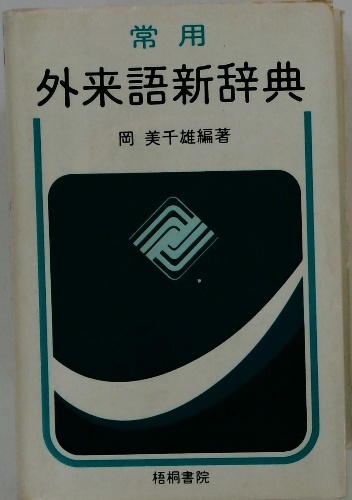 常用
外来語新辞典
岡 美千雄編著
梧桐書院